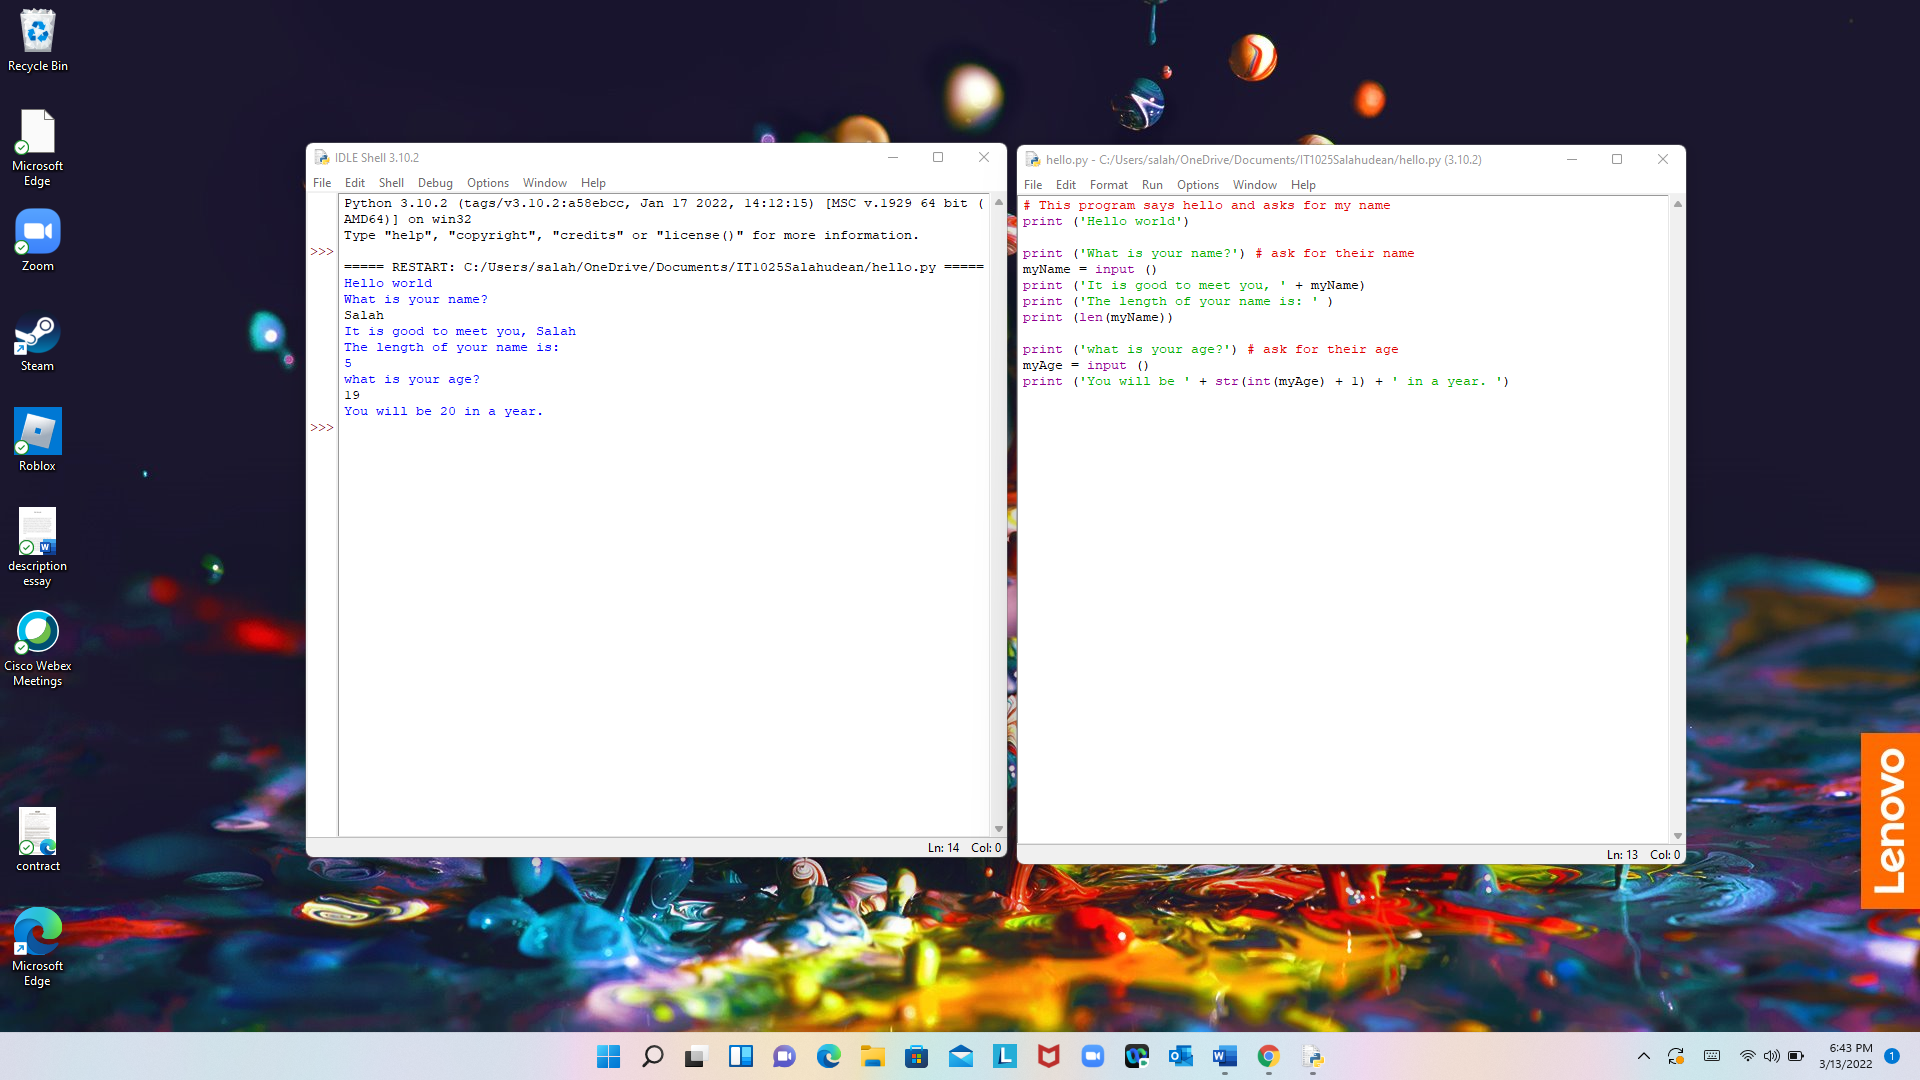 Recycle Bin
Microsoft
Edge
Zoom
Steam
Roblox
description
essay
Cisco Webex
Meetings
contract
Microsoft
Edge
IDLE Shell 3.10.2
File Edit Shell Debug Options Window Help
Python 3.10.2 (tags/v3.10.2:a58ebcc, Jan 17 2022, 14:12:15) [MSC v.1929 64 bit (
AMD64)] on win32
Type "help", "copyright", "credits" or "license()" for more information.
>>>
===== RESTART: C:/Users/salah/OneDrive/Documents/IT1025Salahudean/hello.py =====
Hello world
What is your name?
Salah
It is good to meet you, Salah
The length of your name is:
5
what is your age?
19
You will be 20 in a year.
>>>
Ln: 14 Col: 0
hello.py - C:/Users/salah/OneDrive/Documents/IT1025Salahudean/hello.py (3.10.2)
File Edit Format Run Options Window Help
# This program says hello and asks for my name
print ('Hello world')
print ('What is your name?') # ask for their name
myName = input ()
print ('It is good to meet you, ' + myName)
print ('The length of your name is: ' )
print (len(myName))
print ('what is your age?') # ask for their age
myAge = input ()
print ('You will be ' + str(int(myAge) + 1) + ' in a year. ')
Ln: 13 Col: 0
Lenovo
6:43 PM
3/13/2022
1